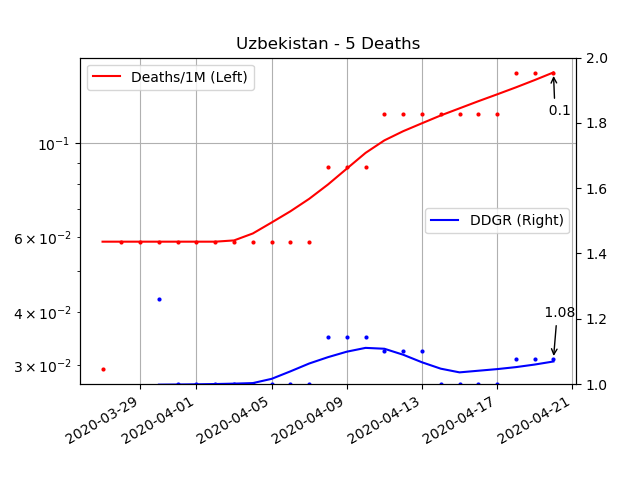 Uzbekistan - 5 Deaths
Deaths/1M (Left)
DDGR (Right)
0.1
1.08
10⁻¹
6 × 10⁻²
4 × 10⁻²
3 × 10⁻²
2.0
1.8
1.6
1.4
1.2
1.0
2020-03-29
2020-04-01
2020-04-05
2020-04-09
2020-04-13
2020-04-17
2020-04-21